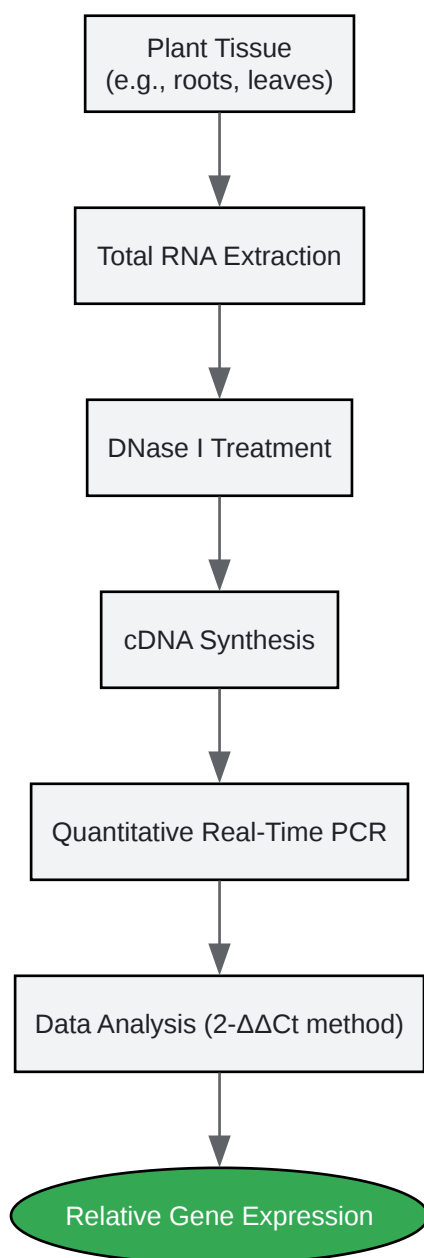 Plant Tissue
(e.g., roots, leaves)
Total RNA Extraction
DNase I Treatment
cDNA Synthesis
Quantitative Real-Time PCR
Data Analysis (2-ΔΔCt method)
Relative Gene Expression